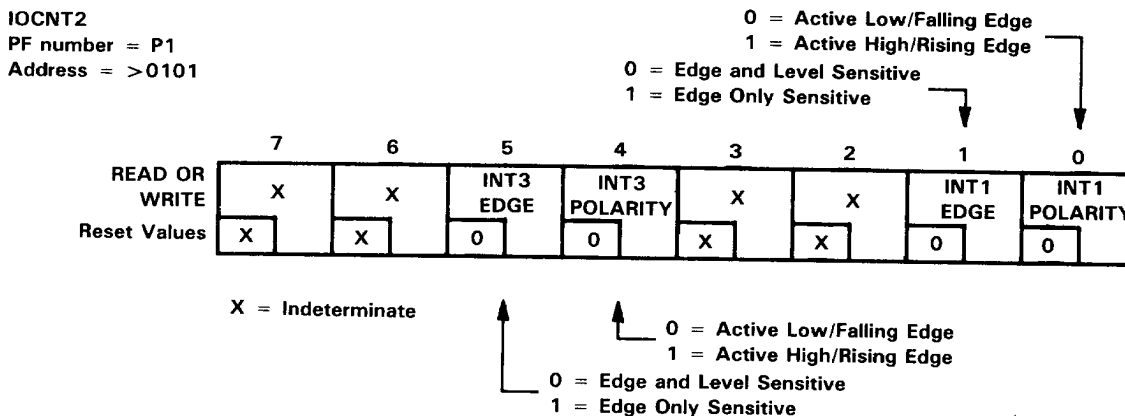 IOCNT2
PF number = P1
Address = >0101
0 = Active Low/Falling Edge
1 = Active High/Rising Edge
0 = Edge and Level Sensitive
1 = Edge Only Sensitive
7 6 5 4 3 2 1 0
READ OR WRITE
X X INT3 EDGE INT3 POLARITY X X INT1 EDGE INT1 POLARITY
Reset Values X X 0 0 X X 0 0
X = Indeterminate
0 = Active Low/Falling Edge
1 = Active High/Rising Edge
0 = Edge and Level Sensitive
1 = Edge Only Sensitive